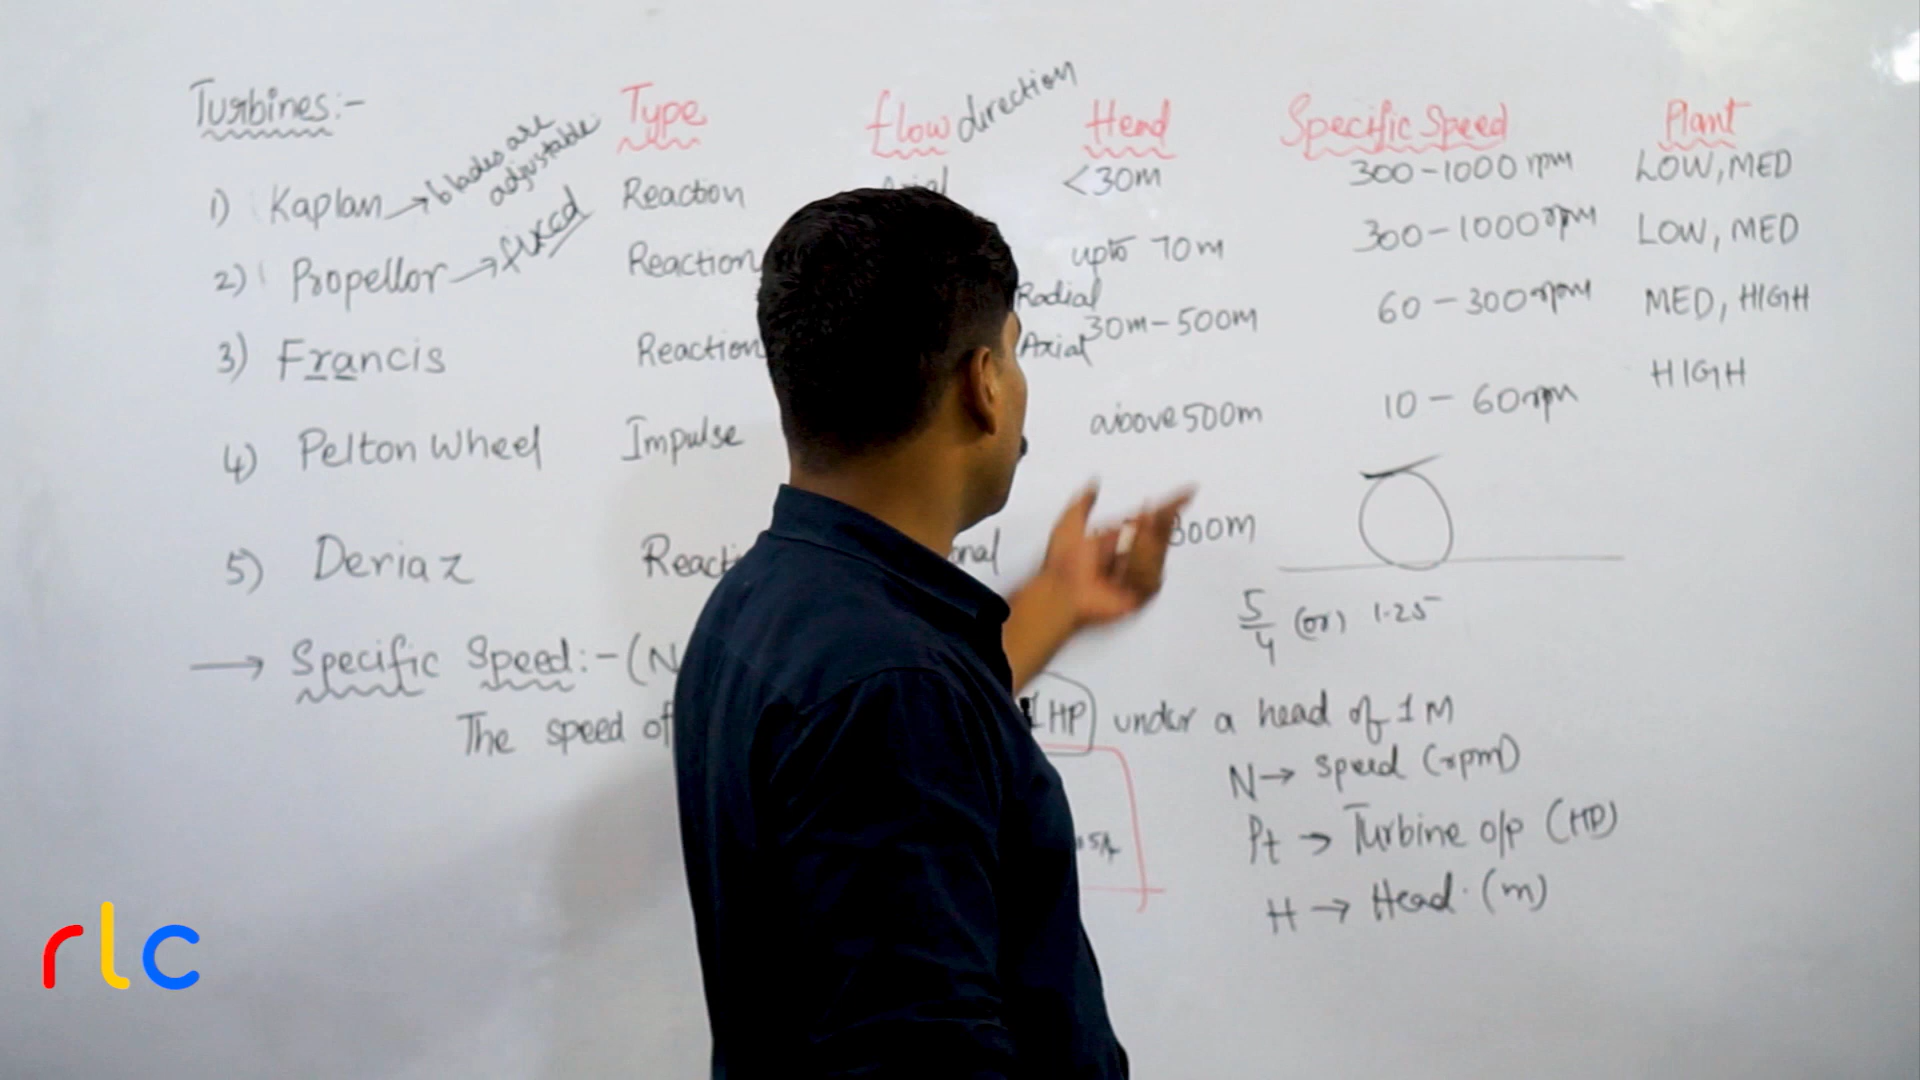 Turbines:- Type flow direction Head Specific Speed Plant
1) Kaplan → blades are adjustable Reaction Axial <30m 300-1000 rpm LOW, MED
2) Propellor → fixed Reaction upto 70m 300-1000 rpm LOW, MED
3) Francis Reaction Radial Axial 30m-500m 60-300 rpm MED, HIGH
4) Pelton Wheel Impulse above 500m 10-60 rpm HIGH
5) Deriaz 300m
5/4 (or) 1.25
→ Specific Speed:- (N
The speed of 1 HP under a head of 1 M
N → Speed (rpm)
Pt → Turbine o/p (HP)
H → Head. (m)
rlc